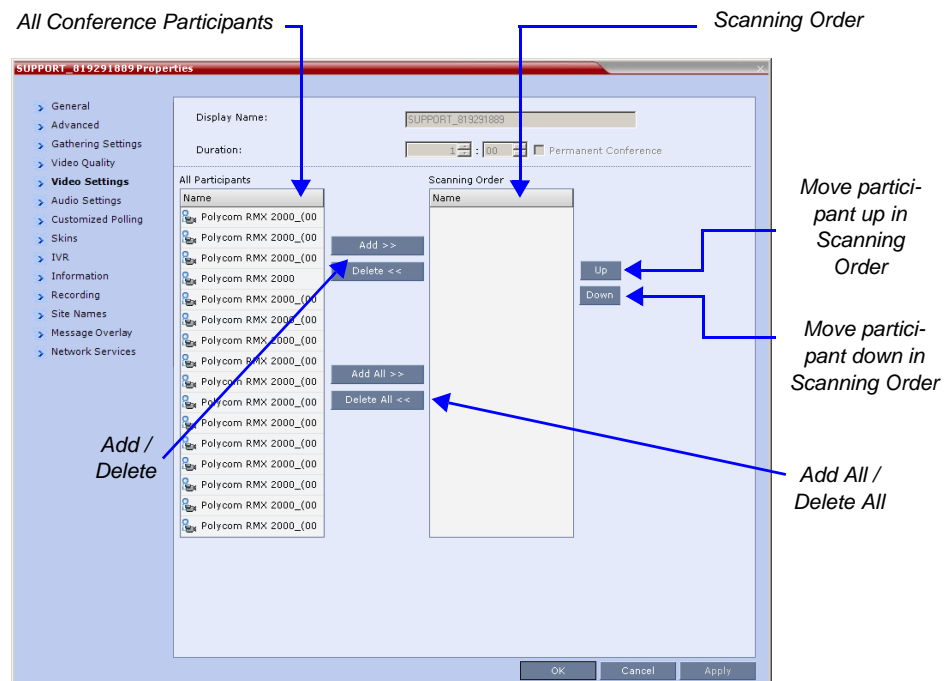 All Conference Participants
Scanning Order
SUPPORT_819291889 Properties
General
Advanced
Gathering Settings
Video Quality
Video Settings
Audio Settings
Customized Polling
Skins
IVR
Information
Recording
Site Names
Message Overlay
Network Services
Display Name:
SUPPORT_819291889
Duration:
1 : 00
Permanent Conference
All Participants
Name
Polycom RMX 2000_(00
Polycom RMX 2000_(00
Polycom RMX 2000_(00
Polycom RMX 2000
Polycom RMX 2000_(00
Polycom RMX 2000_(00
Polycom RMX 2000_(00
Polycom RMX 2000_(00
Polycom RMX 2000_(00
Polycom RMX 2000_(00
Polycom RMX 2000_(00
Polycom RMX 2000_(00
Polycom RMX 2000_(00
Polycom RMX 2000_(00
Polycom RMX 2000_(00
Polycom RMX 2000_(00
Add >>
Delete <<
Add All >>
Delete All <<
Scanning Order
Name
Up
Down
Move partici-
pant up in
Scanning
Order
Move partici-
pant down in
Scanning Order
Add /
Delete
Add All /
Delete All
OK
Cancel
Apply